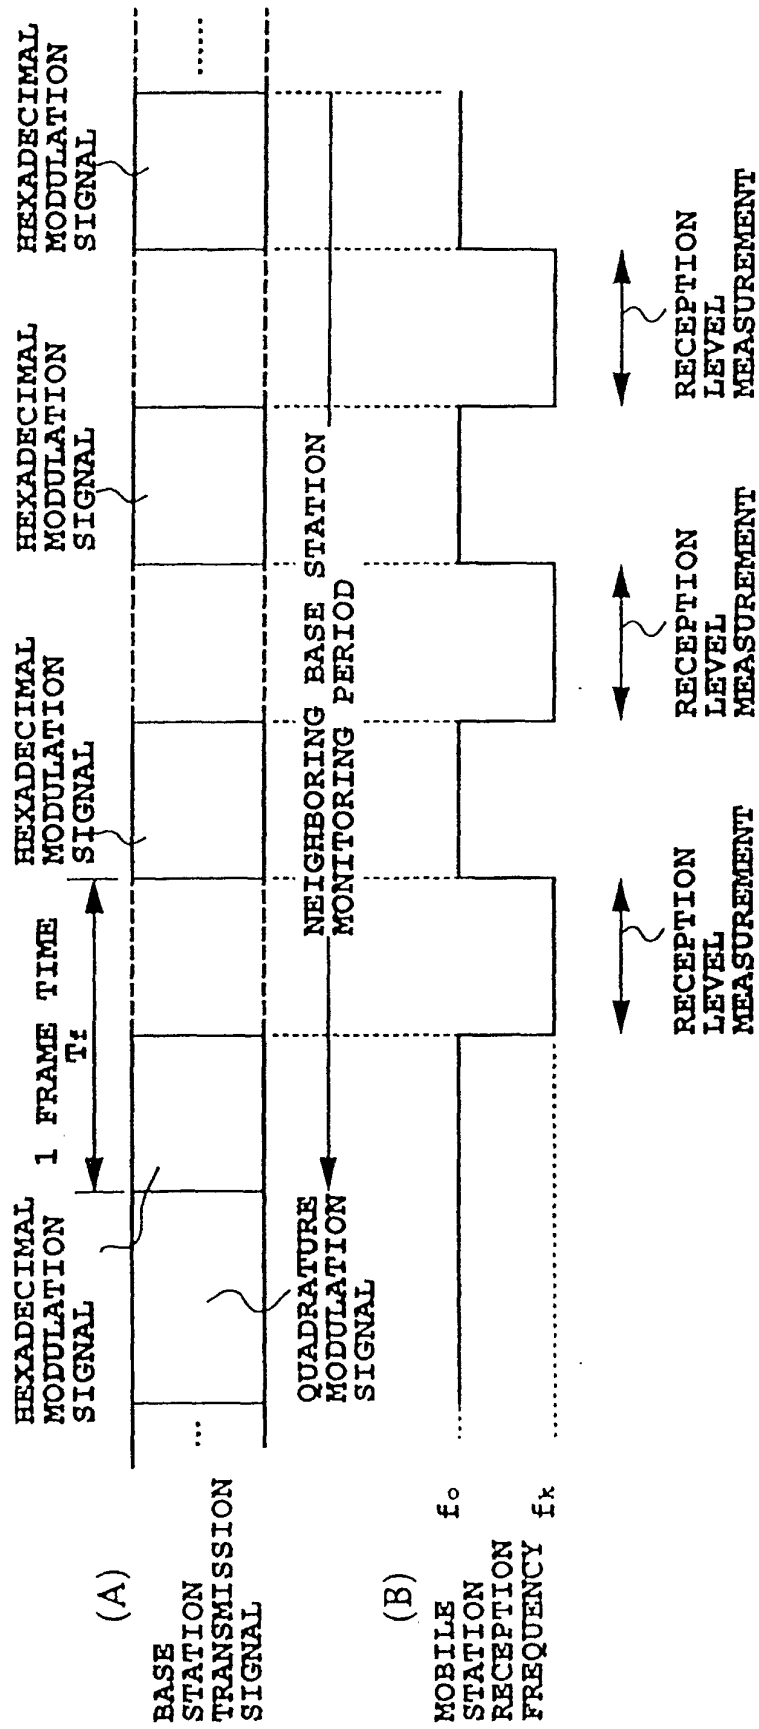 (A)
BASE
STATION
TRANSMISSION
SIGNAL
...
HEXADECIMAL
MODULATION
SIGNAL
1 FRAME TIME
Tf
HEXADECIMAL
MODULATION
SIGNAL
HEXADECIMAL
MODULATION
SIGNAL
HEXADECIMAL
MODULATION
SIGNAL
......
QUADRATURE
MODULATION
SIGNAL
NEIGHBORING BASE STATION
MONITORING PERIOD
(B)
MOBILE
STATION
RECEPTION
FREQUENCY
fo
fk
RECEPTION
LEVEL
MEASUREMENT
RECEPTION
LEVEL
MEASUREMENT
RECEPTION
LEVEL
MEASUREMENT